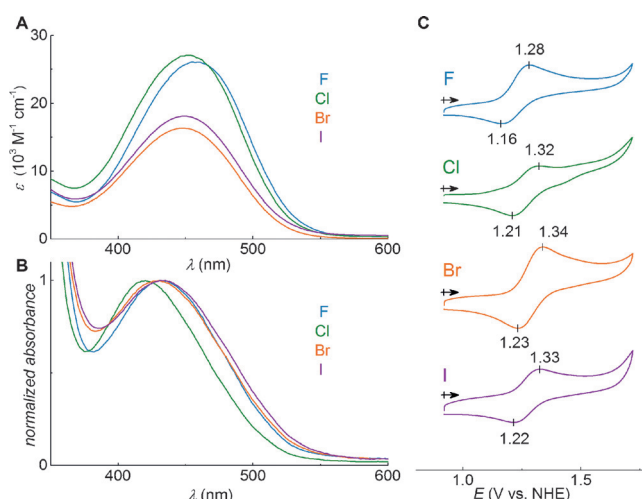 A
30
20
10
0
ε (10³ M⁻¹ cm⁻¹)
F
Cl
Br
I
400
500
600
λ (nm)
B
1
0
normalized absorbance
F
Cl
Br
I
400
500
600
λ (nm)
C
F
1.28
1.16
Cl
1.32
1.21
Br
1.34
1.23
I
1.33
1.22
1.0
1.5
E (V vs. NHE)